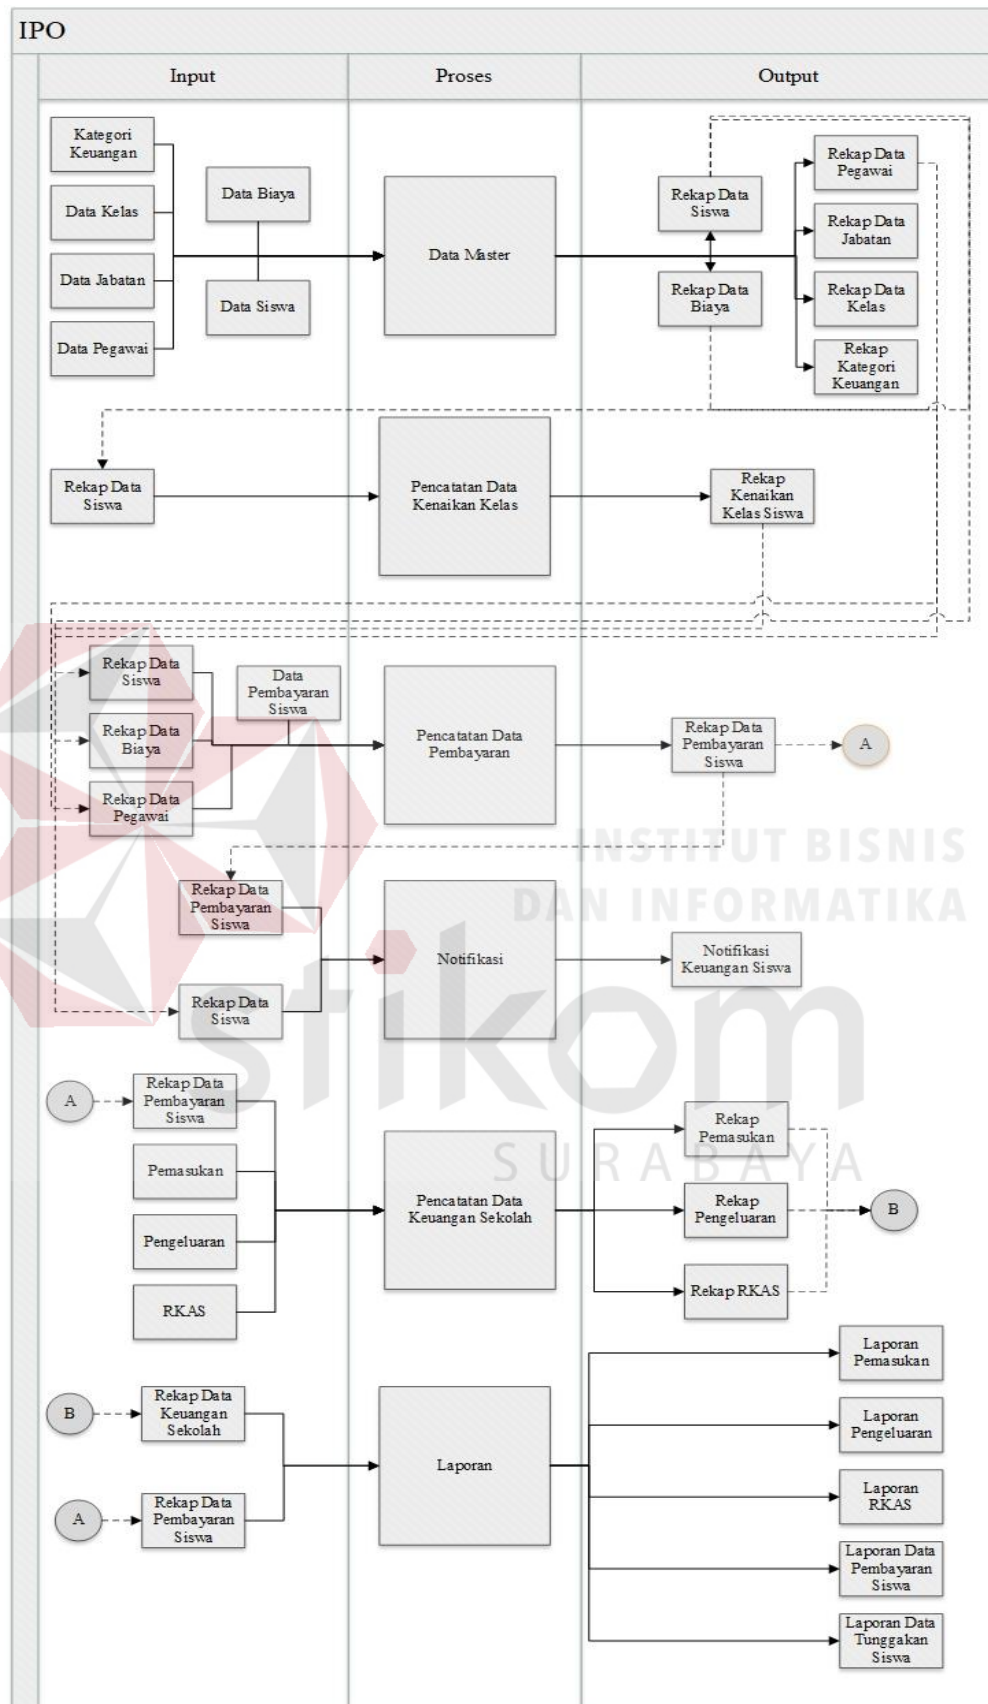 IPO
Input
Proses
Output
Kategori
Keuangan
Data Kelas
Data Jabatan
Data Pegawai
Data Biaya
Data Siswa
Data Master
Rekap Data
Siswa
Rekap Data
Biaya
Rekap Data
Pegawai
Rekap Data
Jabatan
Rekap Data
Kelas
Rekap
Kategori
Keuangan
Rekap Data
Siswa
Pencatatan Data
Kenaikan Kelas
Rekap
Kenaikan
Kelas Siswa
Rekap Data
Siswa
Rekap Data
Biaya
Rekap Data
Pegawai
Data
Pembayaran
Siswa
Pencatatan Data
Pembayaran
Rekap Data
Pembayaran
Siswa
A
INSTITUT BISNIS
DAN INFORMATIKA
Rekap Data
Pembayaran
Siswa
Rekap Data
Siswa
Notifikasi
Notifikasi
Keuangan Siswa
stikom
SURABAYA
A
Rekap Data
Pembayaran
Siswa
Pemasukan
Pengeluaran
RKAS
Pencatatan Data
Keuangan Sekolah
Rekap
Pemasukan
Rekap
Pengeluaran
Rekap RKAS
B
B
Rekap Data
Keuangan
Sekolah
A
Rekap Data
Pembayaran
Siswa
Laporan
Laporan
Pemasukan
Laporan
Pengeluaran
Laporan
RKAS
Laporan Data
Pembayaran
Siswa
Laporan Data
Tunggakan
Siswa